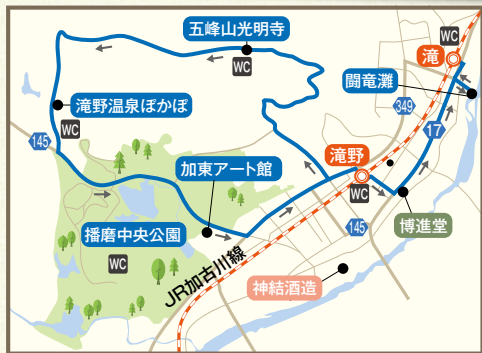 五峰山光明寺
WC
滝
WC
闘竜灘
滝野温泉ぽかぽ
WC
349
17
145
加東アート館
滝野
WC
播磨中央公園
WC
145
博進堂
JR加古川線
神結酒造